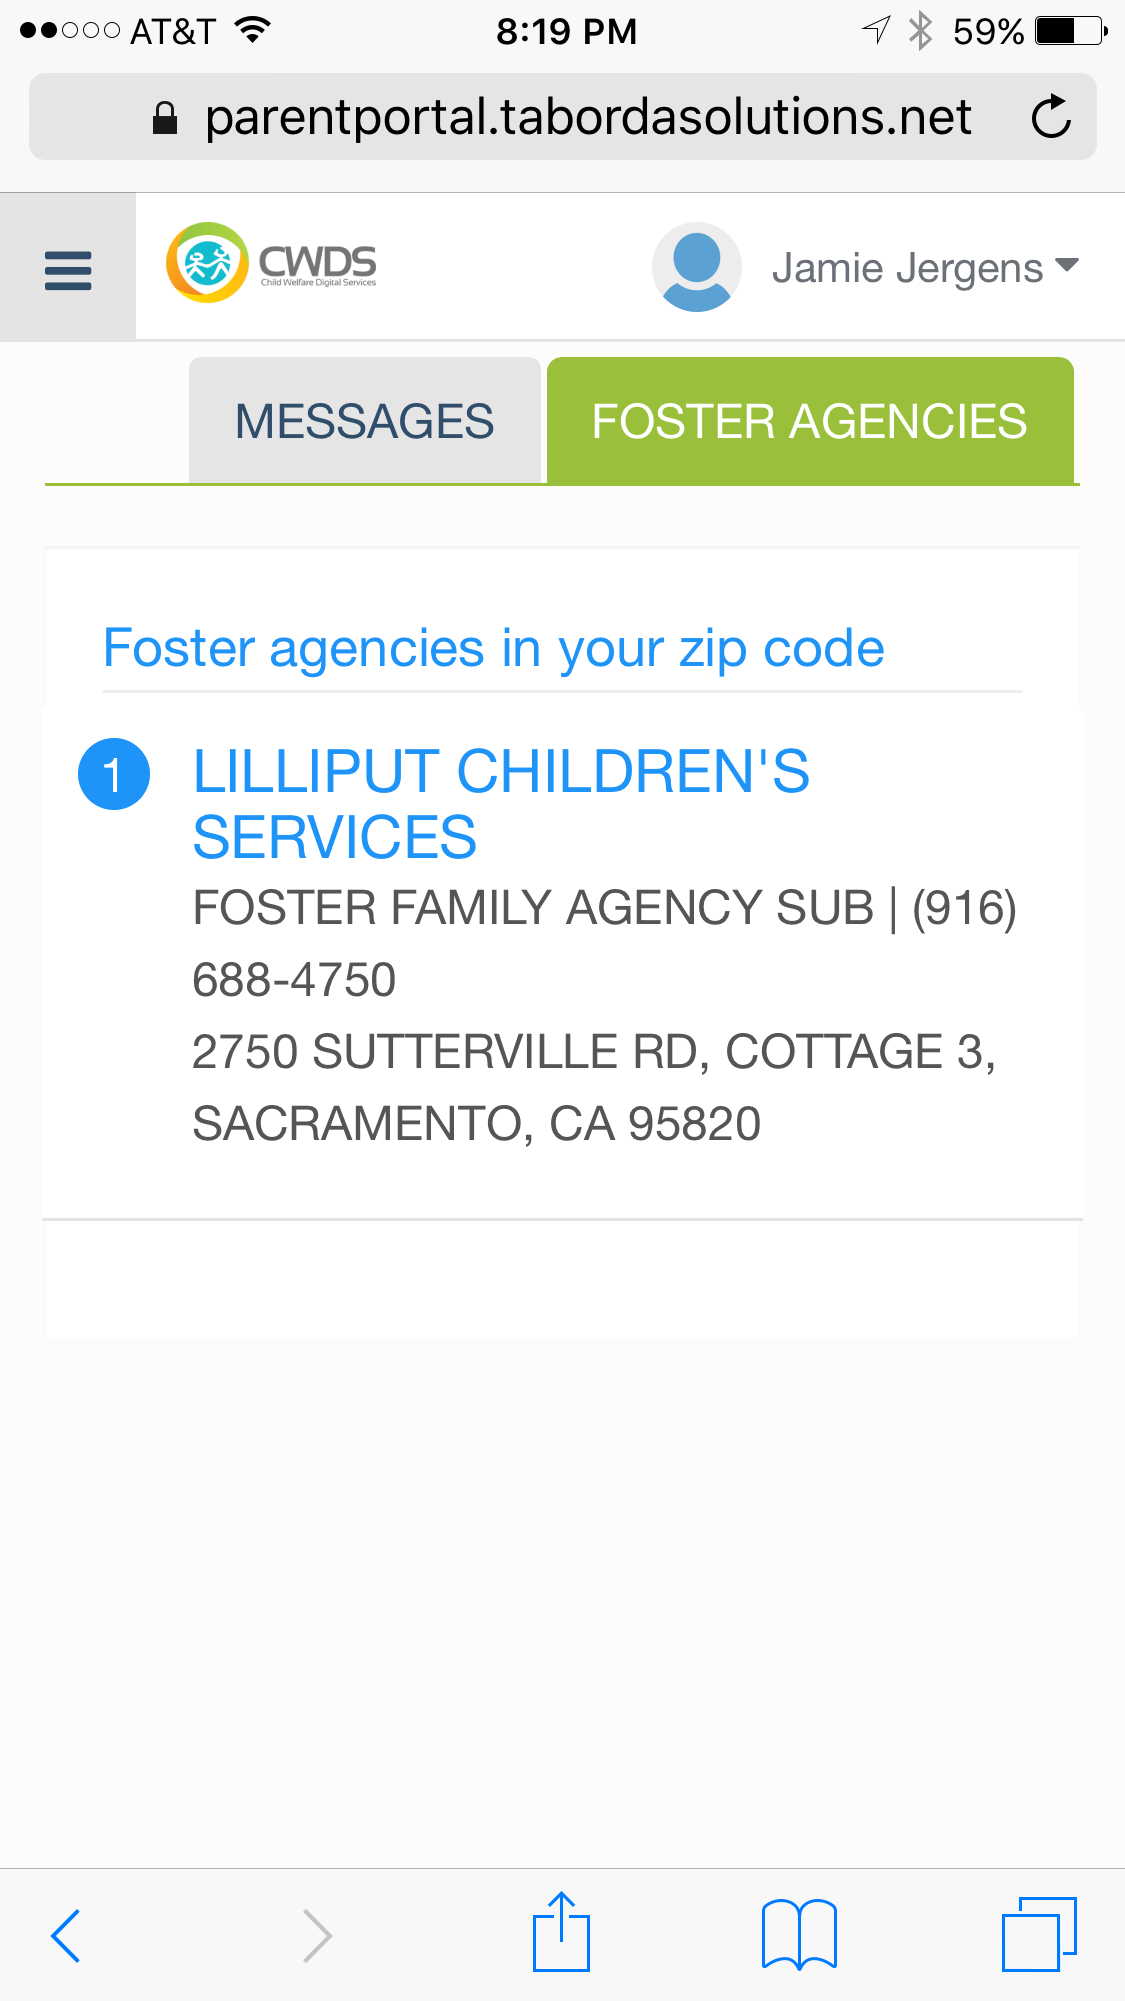 AT&T 8:19 PM 59%
parentportal.tabordasolutions.net
CWDS
Child Welfare Digital Services
Jamie Jergens
MESSAGES FOSTER AGENCIES
Foster agencies in your zip code
1 LILLIPUT CHILDREN'S
SERVICES
FOSTER FAMILY AGENCY SUB | (916)
688-4750
2750 SUTTERVILLE RD, COTTAGE 3,
SACRAMENTO, CA 95820